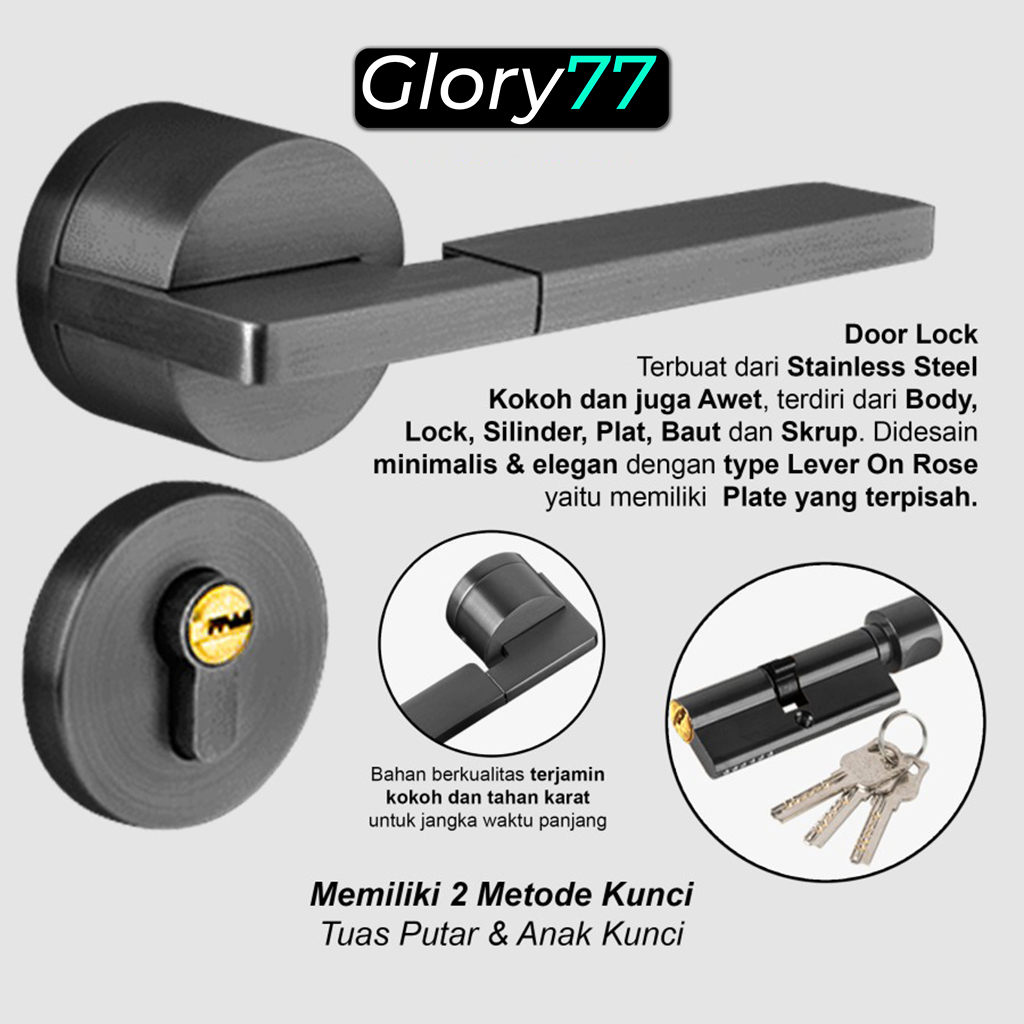 Glory77
Door Lock
Terbuat dari Stainless Steel
Kokoh dan juga Awet, terdiri dari Body,
Lock, Silinder, Plat, Baut dan Skrup. Didesain
minimalis & elegan dengan type Lever On Rose
yaitu memiliki Plate yang terpisah.
Bahan berkualitas terjamin
kokoh dan tahan karat
untuk jangka waktu panjang
Memiliki 2 Metode Kunci
Tuas Putar & Anak Kunci